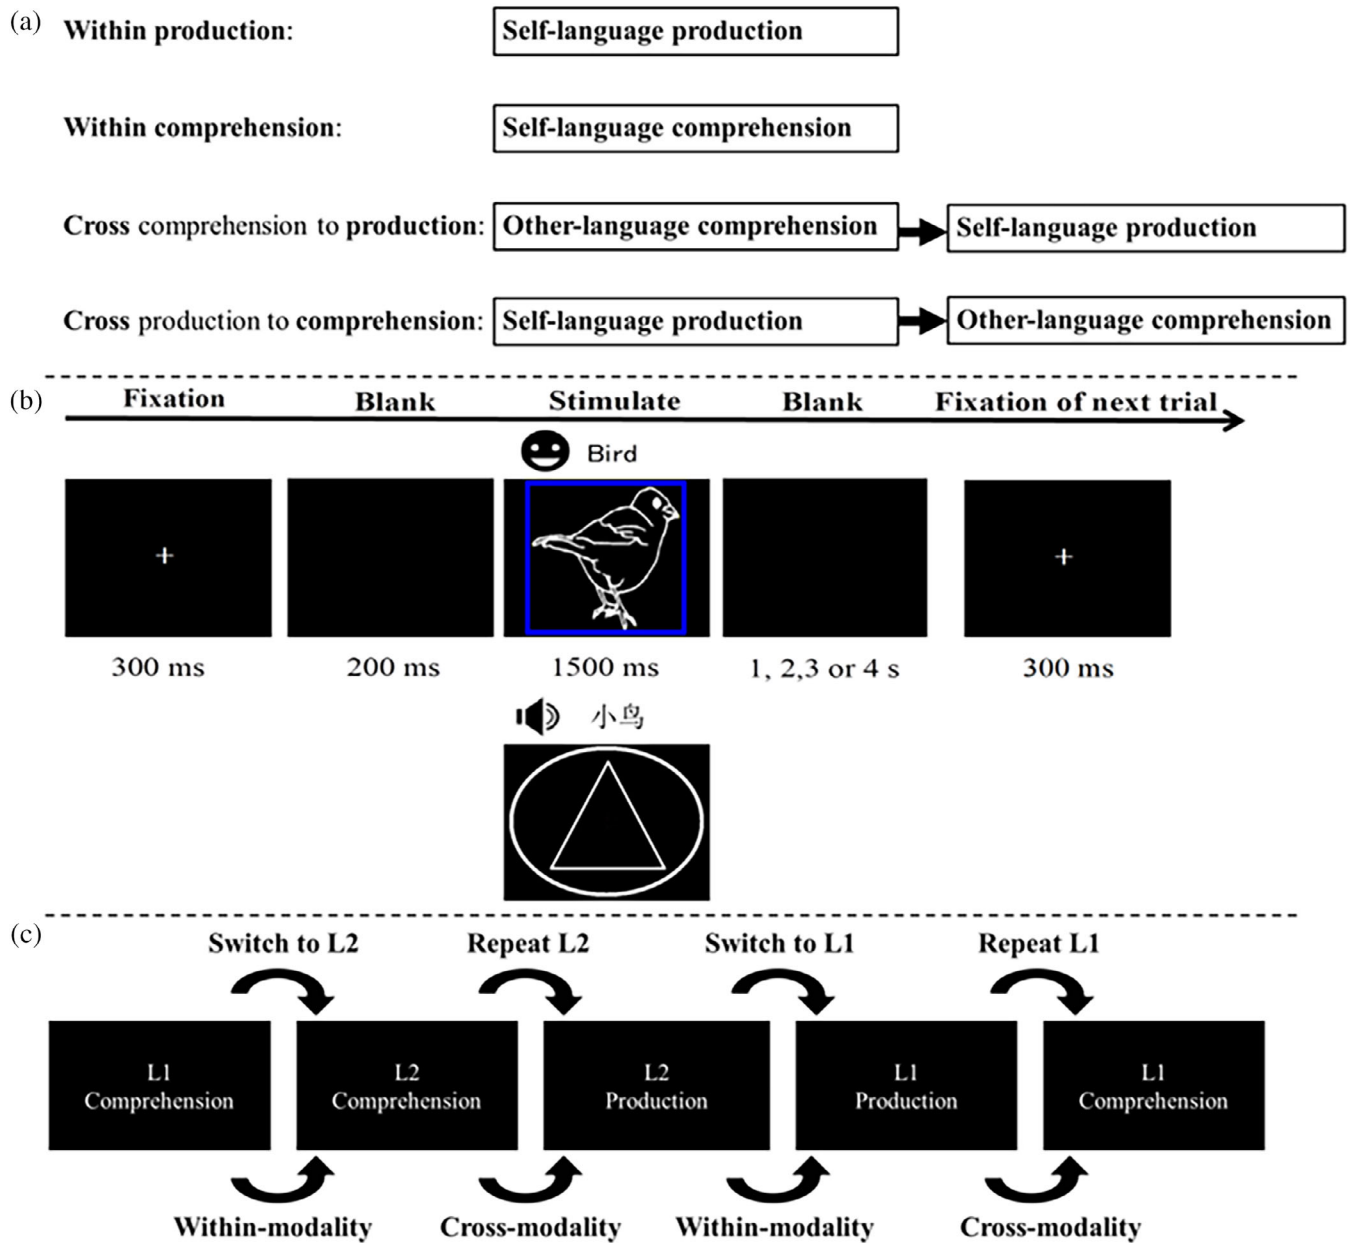 (a)
Within production: Self-language production
Within comprehension: Self-language comprehension
Cross comprehension to production: Other-language comprehension Self-language production
Cross production to comprehension: Self-language production Other-language comprehension
(b)
Fixation Blank Stimulate Blank Fixation of next trial
Bird
+ +
300 ms 200 ms 1500 ms 1, 2,3 or 4 s 300 ms
小鸟
(c)
Switch to L2 Repeat L2 Switch to L1 Repeat L1
L1 L2 L2 L1 L1
Comprehension Comprehension Production Production Comprehension
Within-modality Cross-modality Within-modality Cross-modality